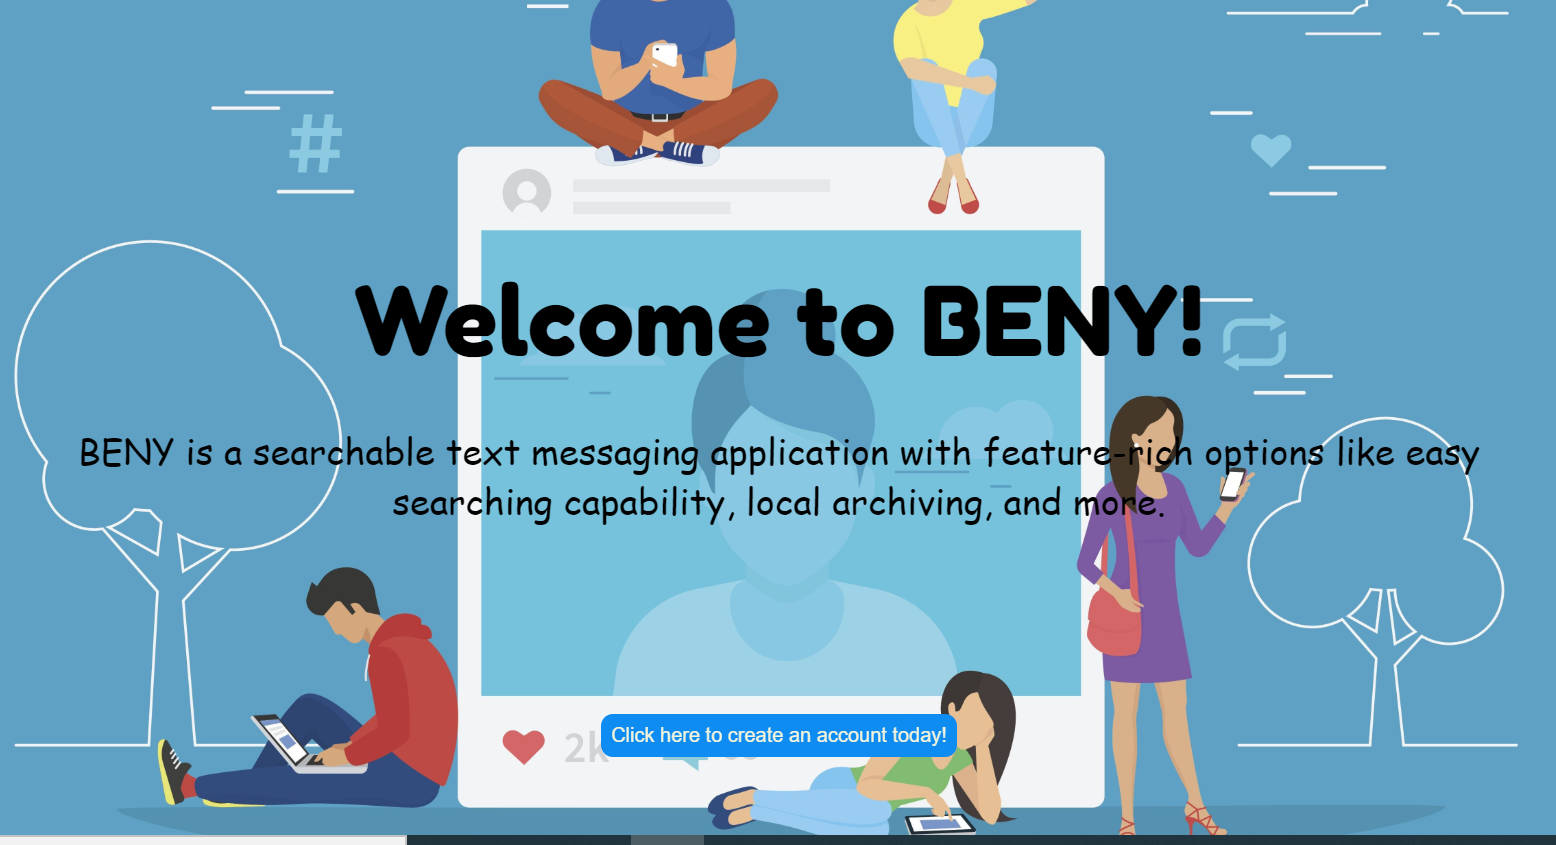 #
Welcome to BENY!
BENY is a searchable text messaging application with feature-rich options like easy
searching capability, local archiving, and more.
2k
Click here to create an account today!